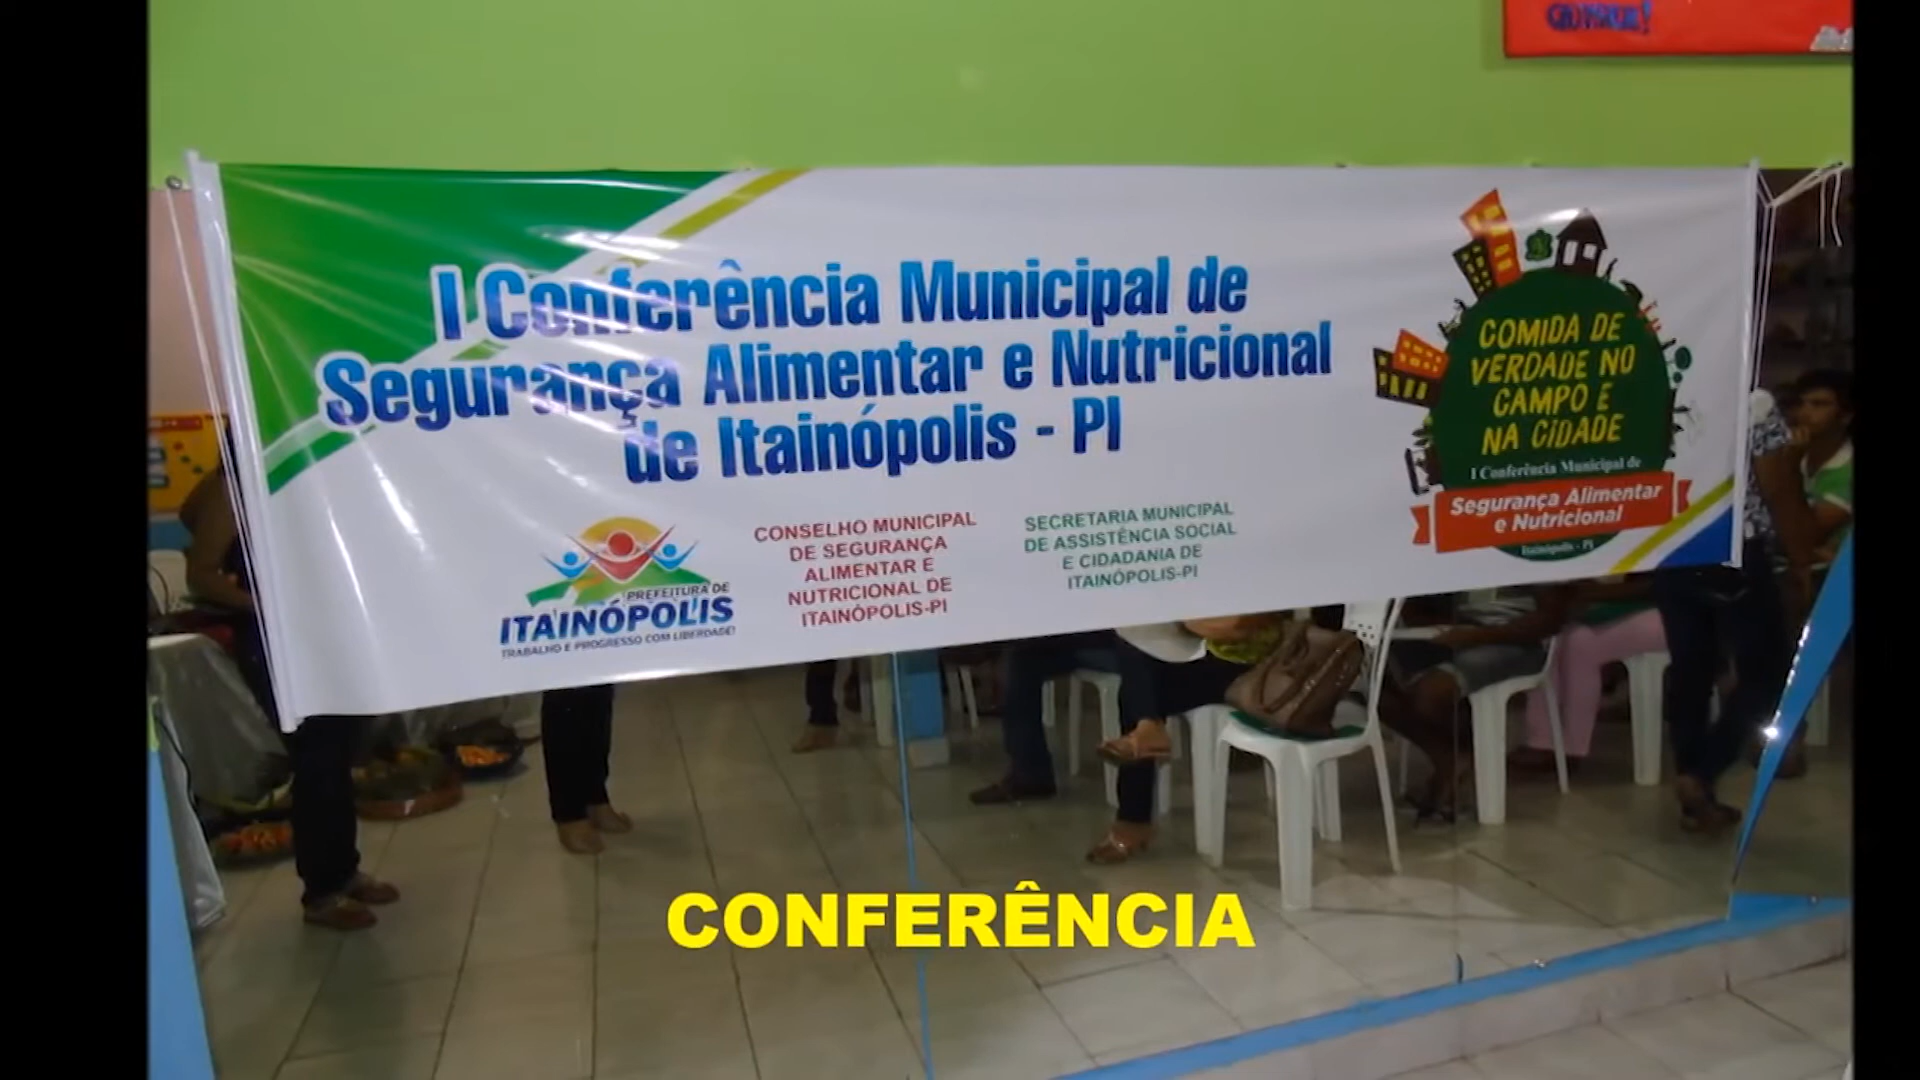 I Conferência Municipal de
Segurança Alimentar e Nutricional
de Itainópolis - PI
COMIDA DE
VERDADE NO
CAMPO E
NA CIDADE
I Conferência Municipal de
Segurança Alimentar
e Nutricional
Itainópolis - PI
PREFEITURA DE
ITAINÓPOLIS
TRABALHO E PROGRESSO COM LIBERDADE!
CONSELHO MUNICIPAL
DE SEGURANÇA
ALIMENTAR E
NUTRICIONAL DE
ITAINÓPOLIS-PI
SECRETARIA MUNICIPAL
DE ASSISTÊNCIA SOCIAL
E CIDADANIA DE
ITAINÓPOLIS-PI
CONFERÊNCIA